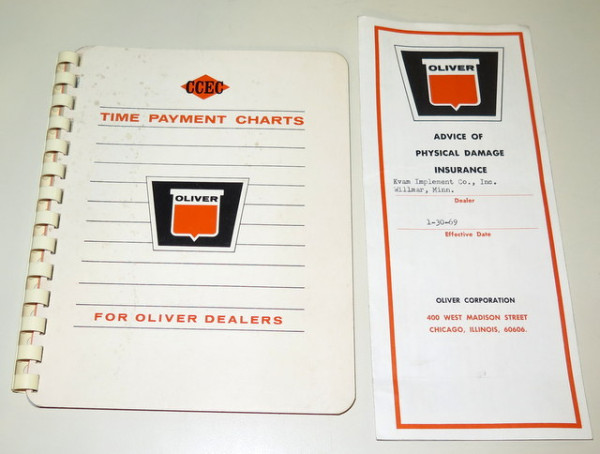 CCEC
TIME PAYMENT CHARTS
OLIVER
FOR OLIVER DEALERS
OLIVER
ADVICE OF
PHYSICAL DAMAGE
INSURANCE
Evam Implement Co., Inc.
Willmar, Minn.
Dealer
1-30-69
Effective Date
OLIVER CORPORATION
400 WEST MADISON STREET
CHICAGO, ILLINOIS, 60606.